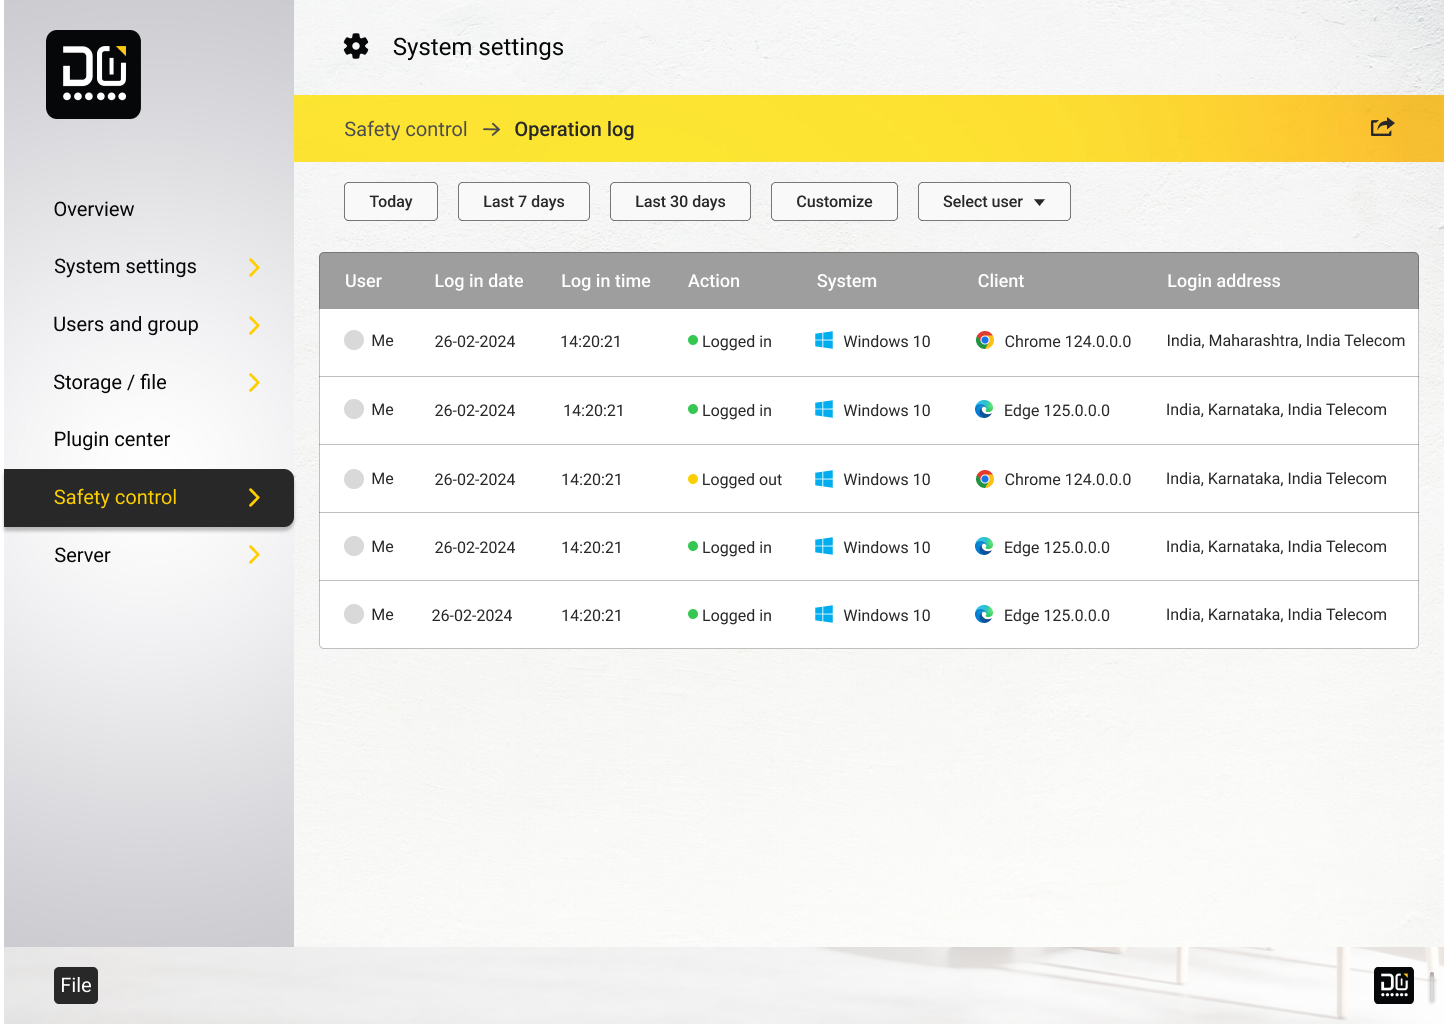 System settings
Safety control → Operation log
Today Last 7 days Last 30 days Customize Select user
Overview
System settings
Users and group
Storage / file
Plugin center
Safety control
Server
User Log in date Log in time Action System Client Login address
Me 26-02-2024 14:20:21 Logged in Windows 10 Chrome 124.0.0.0 India, Maharashtra, India Telecom
Me 26-02-2024 14:20:21 Logged in Windows 10 Edge 125.0.0.0 India, Karnataka, India Telecom
Me 26-02-2024 14:20:21 Logged out Windows 10 Chrome 124.0.0.0 India, Karnataka, India Telecom
Me 26-02-2024 14:20:21 Logged in Windows 10 Edge 125.0.0.0 India, Karnataka, India Telecom
Me 26-02-2024 14:20:21 Logged in Windows 10 Edge 125.0.0.0 India, Karnataka, India Telecom
File